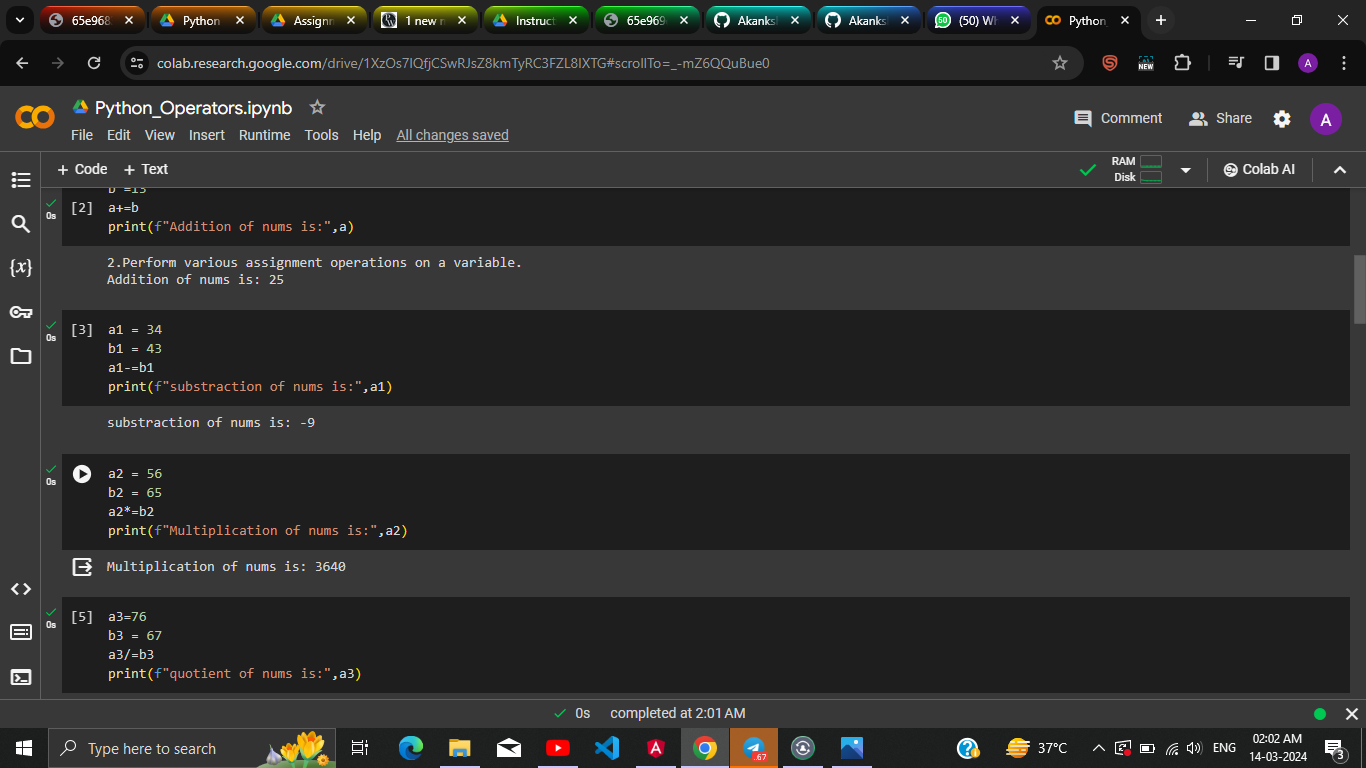 65e968
Python
Assignn
1 new n
Instruct
65e969
Akanks
Akanks
(50) Wh
Python_
colab.research.google.com/drive/1XzOs7IQfjCSwRJsZ8kmTyRC3FZL8IXTG#scrollTo=_-mZ6QQuBue0
NEW
A
Python_Operators.ipynb
File Edit View Insert Runtime Tools Help All changes saved
Comment
Share
A
+ Code + Text
RAM
Disk
Colab AI
b =15
0s
[2] a+=b
print(f"Addition of nums is:",a)
2.Perform various assignment operations on a variable.
Addition of nums is: 25
0s
[3] a1 = 34
b1 = 43
a1-=b1
print(f"substraction of nums is:",a1)
substraction of nums is: -9
0s
a2 = 56
b2 = 65
a2*=b2
print(f"Multiplication of nums is:",a2)
Multiplication of nums is: 3640
{x}
0s
[5] a3=76
b3 = 67
a3/=b3
print(f"quotient of nums is:",a3)
0s completed at 2:01 AM
Type here to search
67
37°C
ENG
02:02 AM
14-03-2024
3